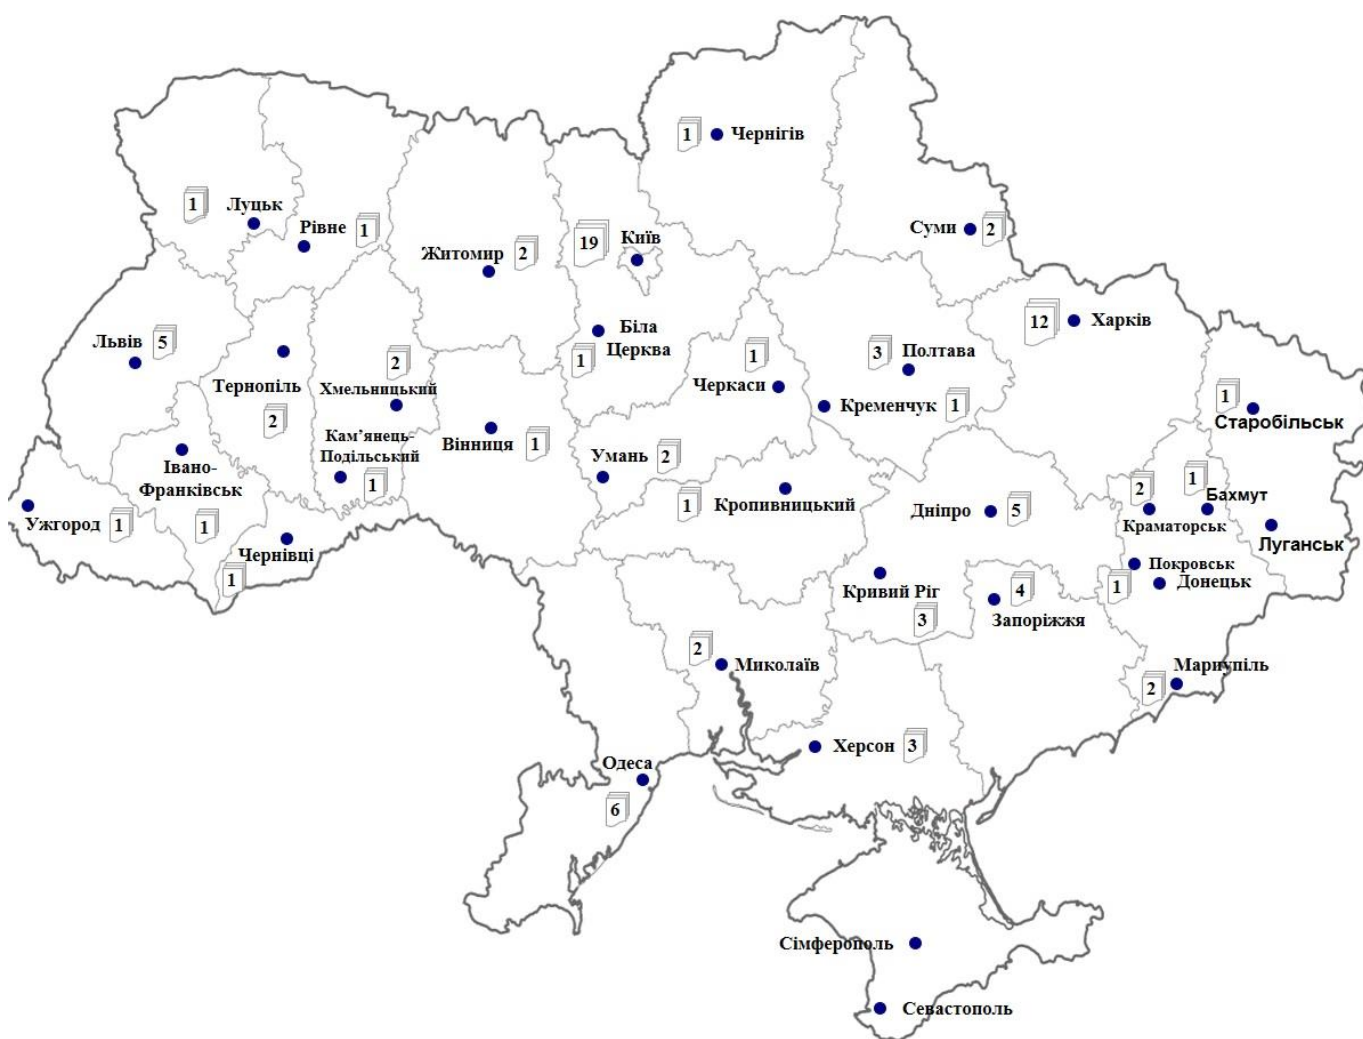 1
Чернігів
1
Луцьк
Рівне
1
Суми
2
Житомир
2
19
Київ
Львів
5
Біла
Церква
1
12
Харків
Тернопіль
2
2
Хмельницький
1
Черкаси
3
Полтава
Кременчук
1
1
Старобільськ
Кам’янець-
Подільський
1
Вінниця
1
Умань
2
Івано-
Франківськ
1
Ужгород
1
Чернівці
1
1
Кропивницький
Дніпро
5
2
Краматорськ
1
Бахмут
Луганськ
Покровськ
1
Донецьк
Кривий Ріг
3
4
Запоріжжя
2
Миколаїв
Мариупіль
2
Херсон
3
Одеса
6
Сімферополь
Севастополь